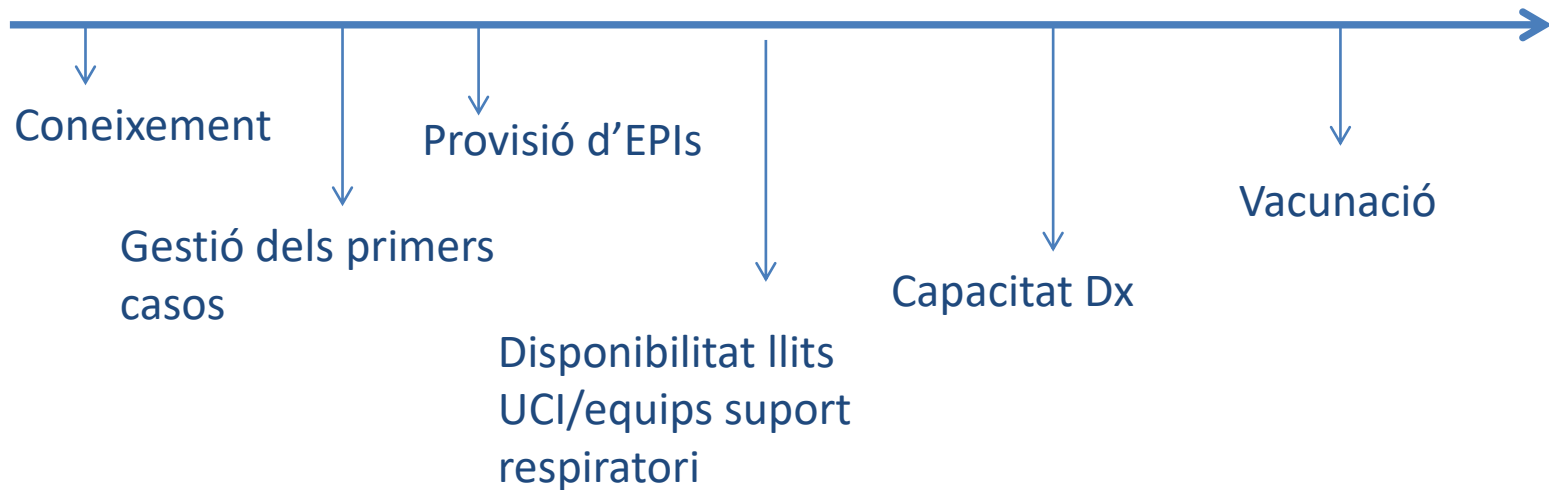 Coneixement
Provisió d'EPIs
Vacunació
Gestió dels primers
casos
Capacitat Dx
Disponibilitat llits
UCI/equips suport
respiratori